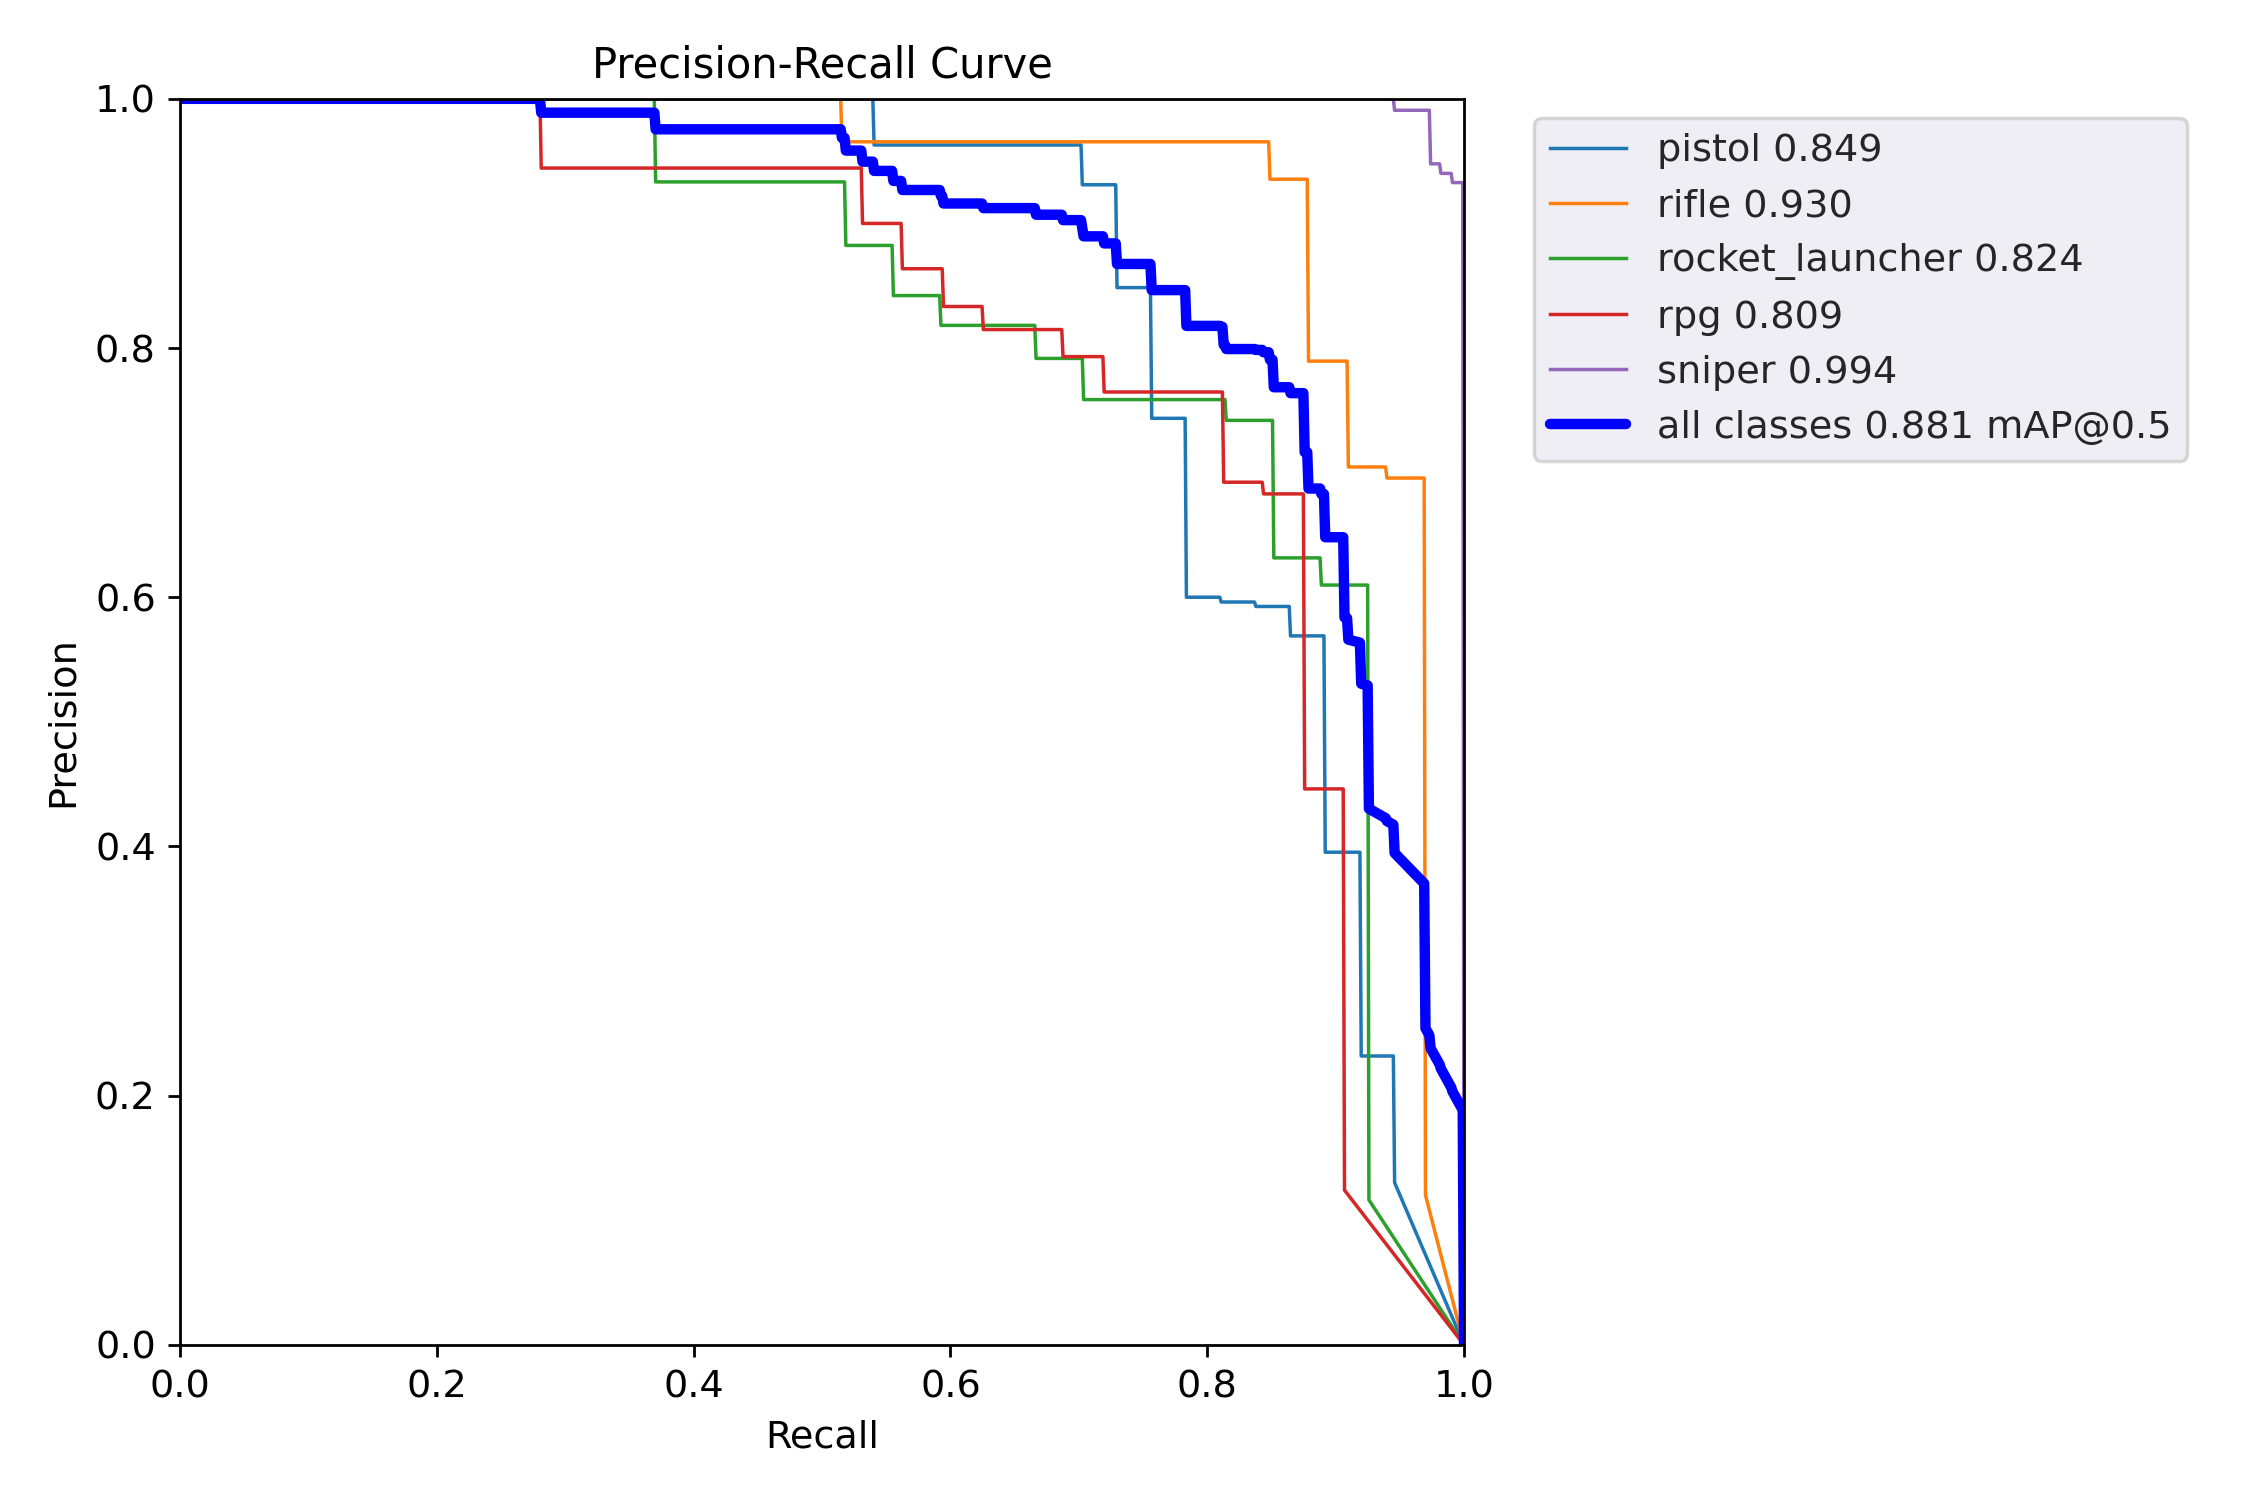 Precision-Recall Curve
1.0
0.8
0.6
0.4
0.2
0.0
Precision
0.0 0.2 0.4 0.6 0.8 1.0
Recall
pistol 0.849
rifle 0.930
rocket_launcher 0.824
rpg 0.809
sniper 0.994
all classes 0.881 mAP@0.5